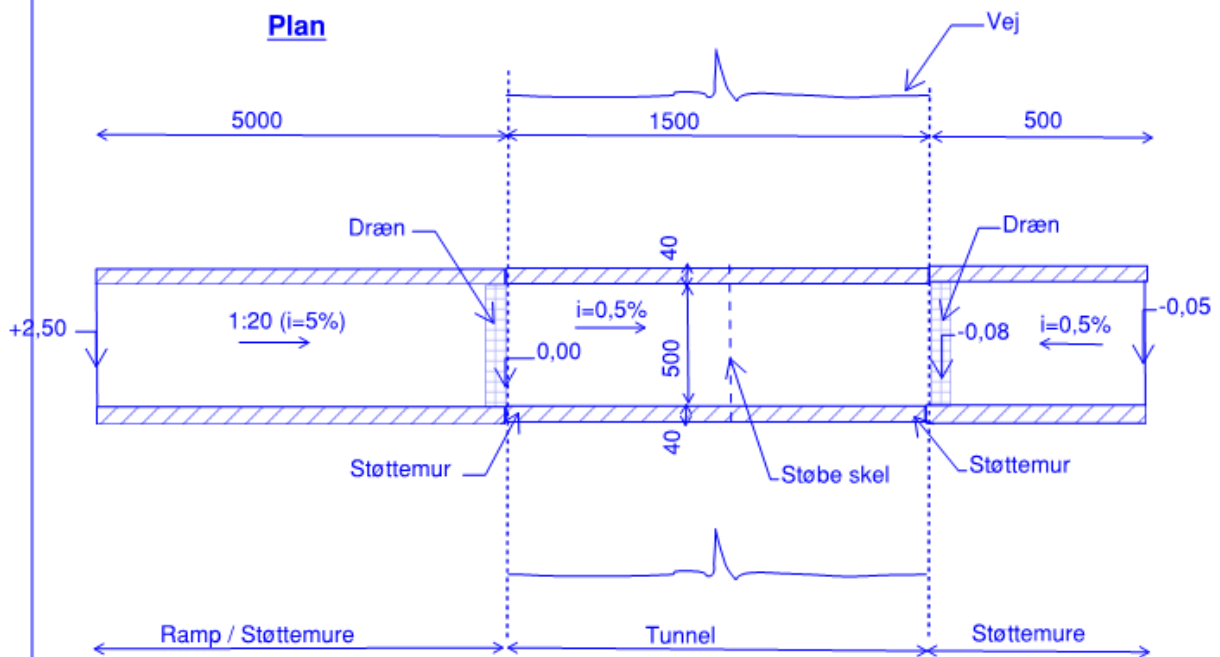 Plan
Vej
5000
1500
500
Dræn
40
Dræn
+2,50
1:20 (i=5%)
i=0,5%
0,00
500
-0,08
i=0,5%
-0,05
40
Støttemur
Støbe skel
Støttemur
Ramp / Støttemure
Tunnel
Støttemure